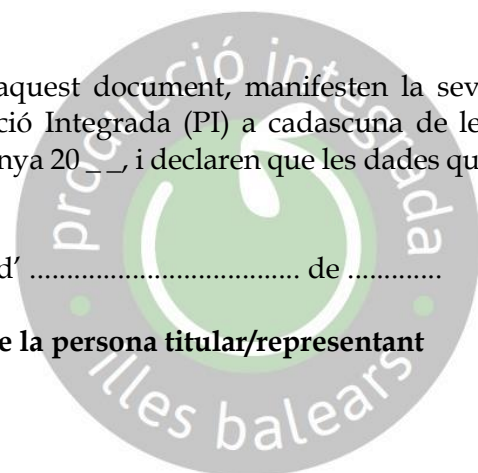 aquest document, manifesten la sev
ció Integrada (PI) a cadascuna de le
nya 20 _ _, i declaren que les dades qu
d’ .................................. de .............
e la persona titular/representant
producció integrada
illes balears